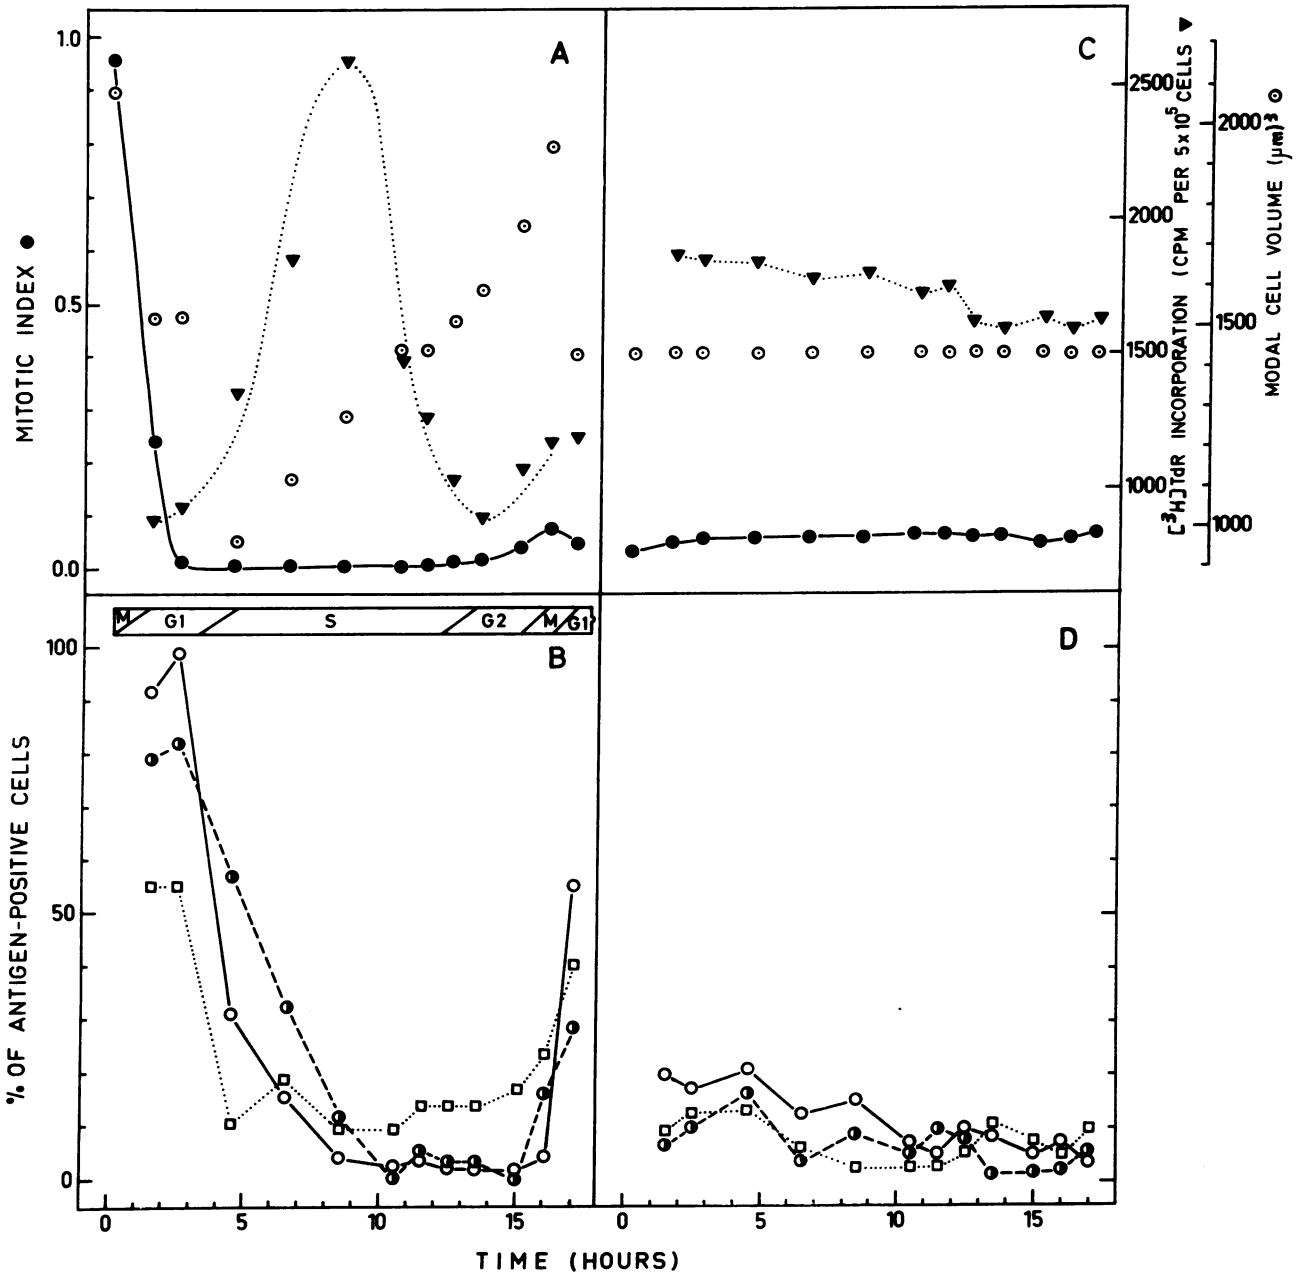 A
1.0
0.5
0.0
MITOTIC INDEX ●
C
2500
2000
1500
1000
[³H]TdR INCORPORATION (CPM PER 5x10⁵ CELLS ▼
2000
1500
1000
MODAL CELL VOLUME (µm)³ ⊙
M G1 S G2 M G1
B
100
50
0
% OF ANTIGEN-POSITIVE CELLS
D
0 5 10 15
0 5 10 15
TIME (HOURS)